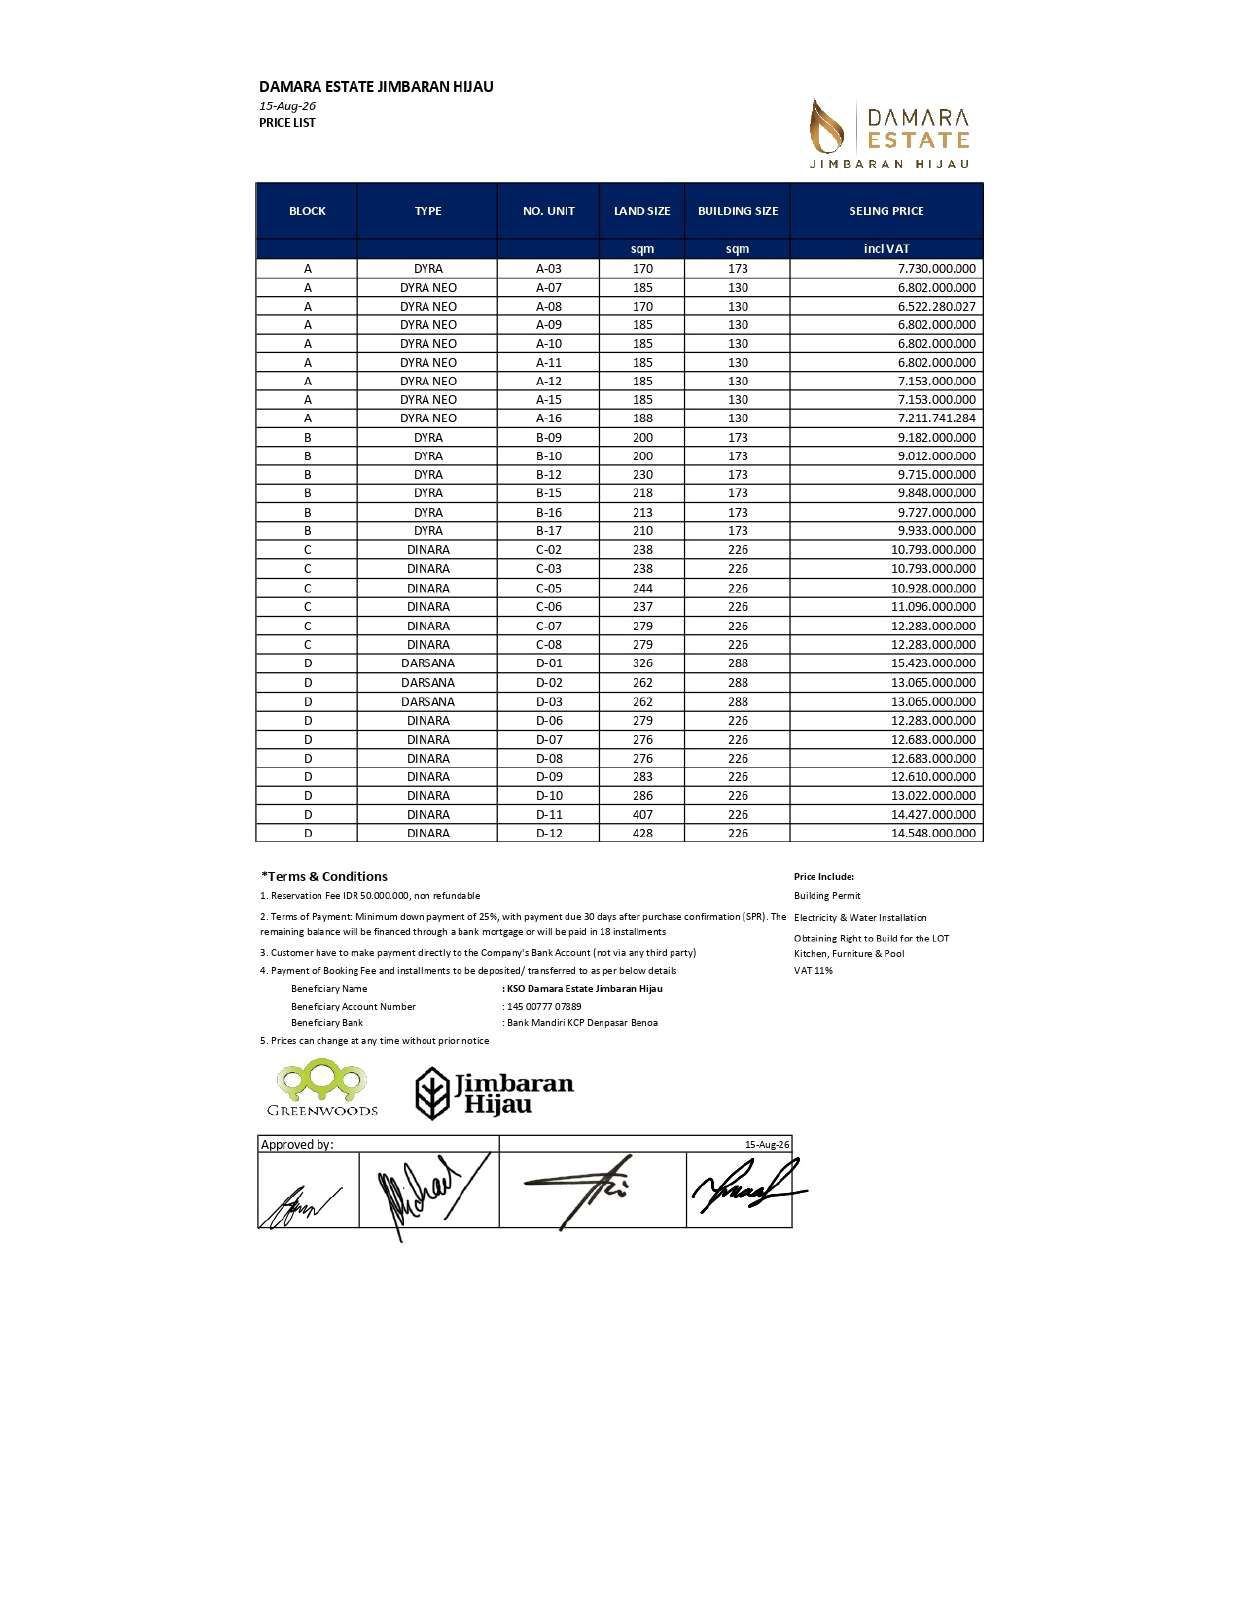 DAMARA ESTATE JIMBARAN HIJAU
15-Aug-26
PRICE LIST
DAMARA
ESTATE
JIMBARAN HIJAU
BLOCK TYPE NO. UNIT LAND SIZE BUILDING SIZE SELING PRICE
sqm sqm incl VAT
A DYRA A-03 170 173 7.730.000.000
A DYRA NEO A-07 185 130 6.802.000.000
A DYRA NEO A-08 170 130 6.522.280.027
A DYRA NEO A-09 185 130 6.802.000.000
A DYRA NEO A-10 185 130 6.802.000.000
A DYRA NEO A-11 185 130 6.802.000.000
A DYRA NEO A-12 185 130 7.153.000.000
A DYRA NEO A-15 185 130 7.153.000.000
A DYRA NEO A-16 188 130 7.211.741.284
B DYRA B-09 200 173 9.182.000.000
B DYRA B-10 200 173 9.012.000.000
B DYRA B-12 230 173 9.715.000.000
B DYRA B-15 218 173 9.848.000.000
B DYRA B-16 213 173 9.727.000.000
B DYRA B-17 210 173 9.933.000.000
C DINARA C-02 238 226 10.793.000.000
C DINARA C-03 238 226 10.793.000.000
C DINARA C-05 244 226 10.928.000.000
C DINARA C-06 237 226 11.096.000.000
C DINARA C-07 279 226 12.283.000.000
C DINARA C-08 279 226 12.283.000.000
D DARSANA D-01 326 288 15.423.000.000
D DARSANA D-02 262 288 13.065.000.000
D DARSANA D-03 262 288 13.065.000.000
D DINARA D-06 279 226 12.283.000.000
D DINARA D-07 276 226 12.683.000.000
D DINARA D-08 276 226 12.683.000.000
D DINARA D-09 283 226 12.610.000.000
D DINARA D-10 286 226 13.022.000.000
D DINARA D-11 407 226 14.427.000.000
D DINARA D-12 428 226 14.548.000.000
*Terms & Conditions
1. Reservation Fee IDR 50.000.000, non refundable
2. Terms of Payment: Minimum down payment of 25%, with payment due 30 days after purchase confirmation (SPR). The
remaining balance will be financed through a bank mortgage or will be paid in 18 installments
3. Customer have to make payment directly to the Company's Bank Account (not via any third party)
4. Payment of Booking Fee and installments to be deposited/ transferred to as per below details
Beneficiary Name : KSO Damara Estate Jimbaran Hijau
Beneficiary Account Number : 145 00777 07889
Beneficiary Bank : Bank Mandiri KCP Denpasar Benoa
5. Prices can change at any time without prior notice
Price Include:
Building Permit
Electricity & Water Installation
Obtaining Right to Build for the LOT
Kitchen, Furniture & Pool
VAT 11%
GREENWOODS
Jimbaran
Hijau
Approved by: 15-Aug-26
Michael